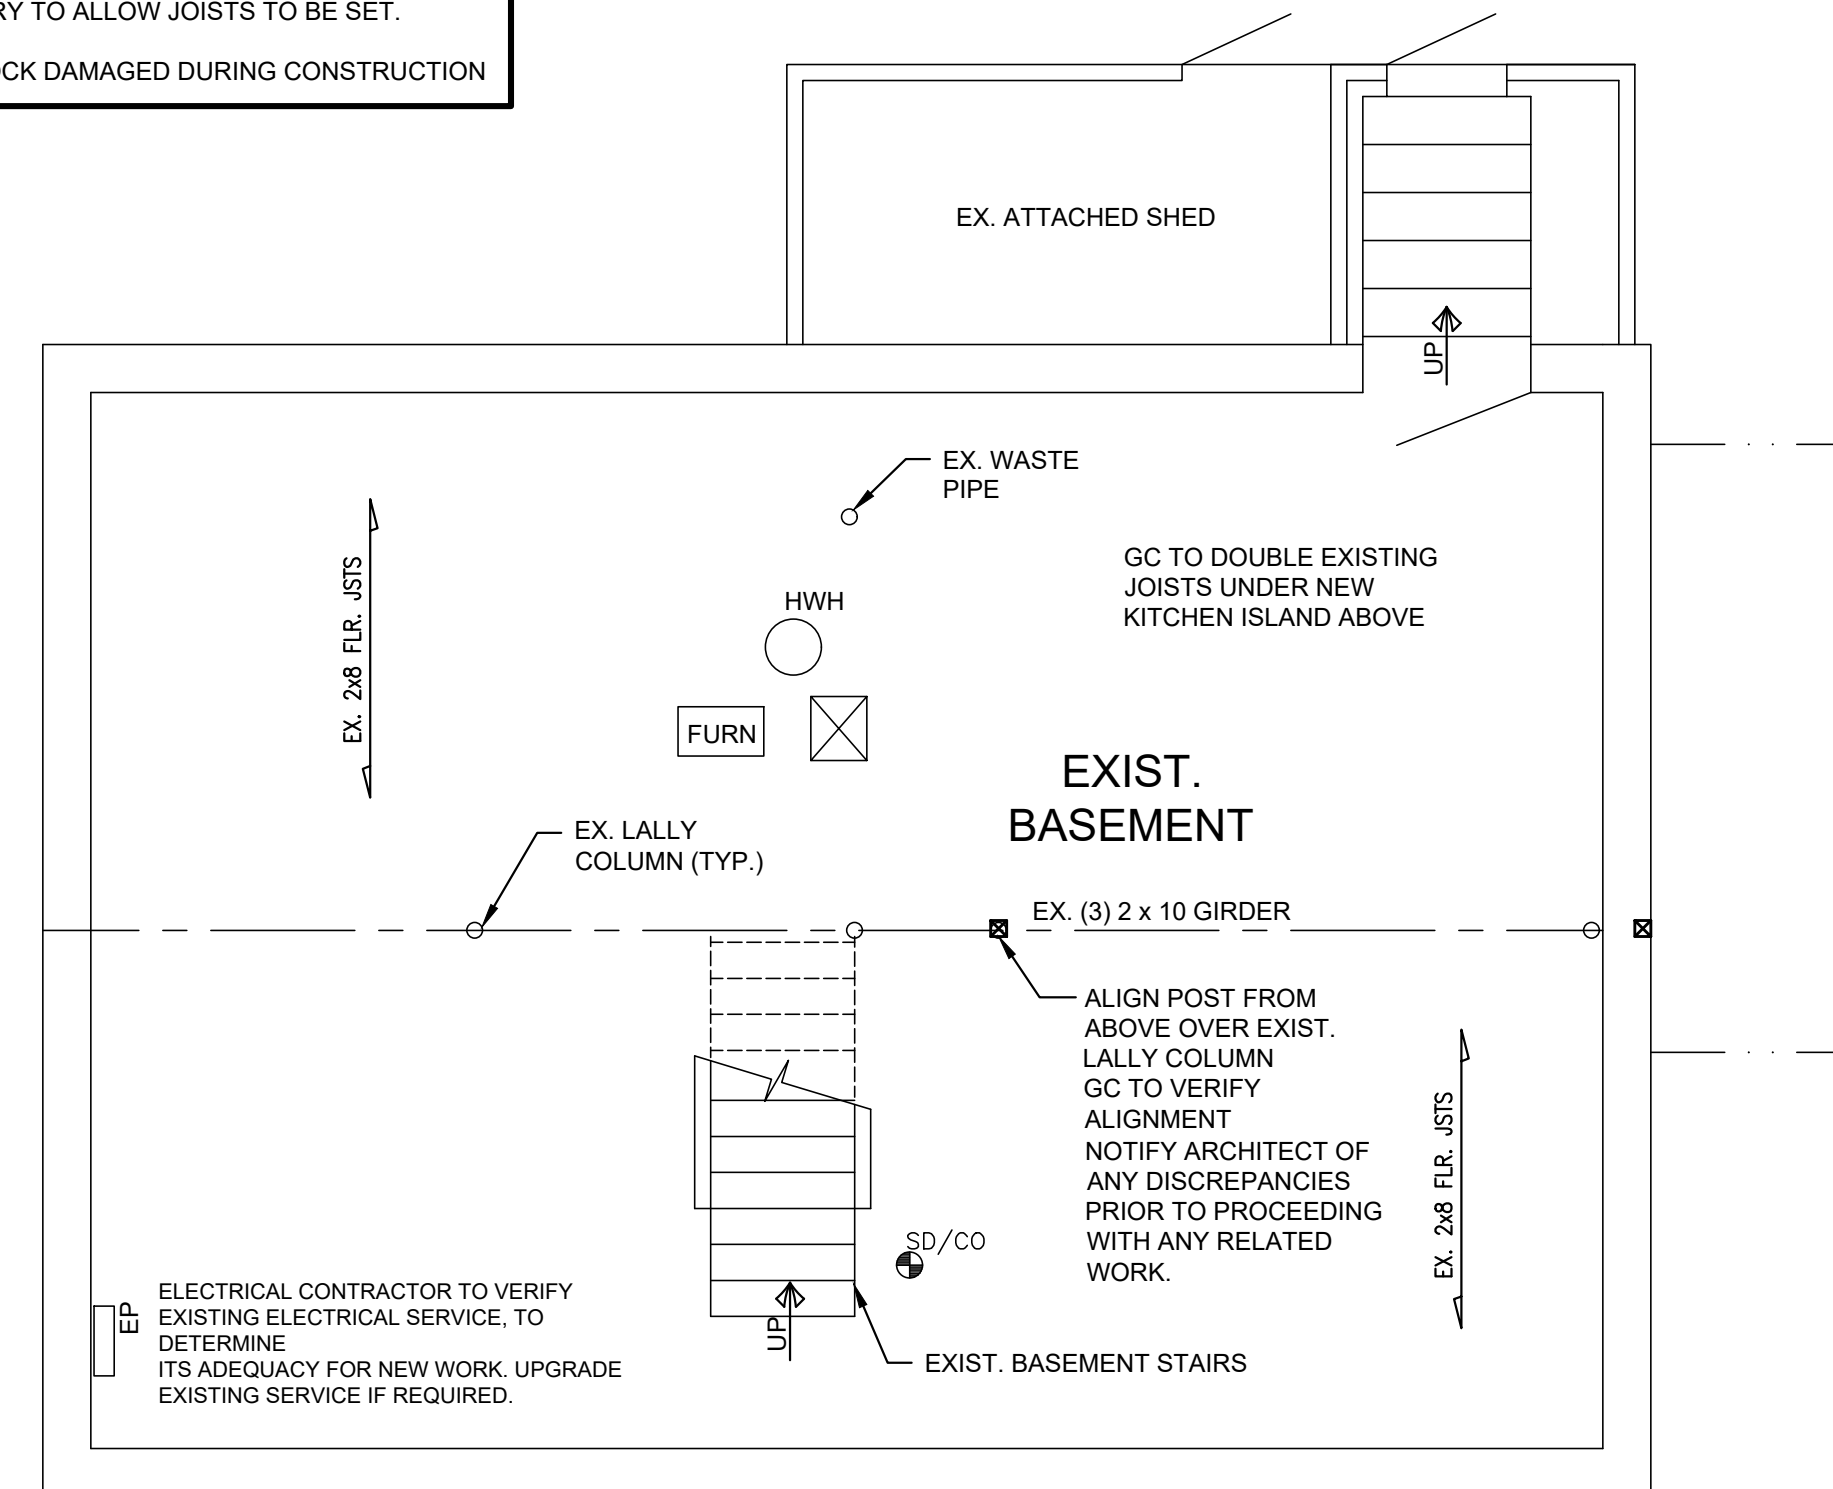 RY TO ALLOW JOISTS TO BE SET.
OCK DAMAGED DURING CONSTRUCTION
EX. ATTACHED SHED
UP
EX. WASTE
PIPE
GC TO DOUBLE EXISTING
JOISTS UNDER NEW
KITCHEN ISLAND ABOVE
EX. 2x8 FLR. JSTS
HWH
FURN
EXIST.
BASEMENT
EX. LALLY
COLUMN (TYP.)
EX. (3) 2 x 10 GIRDER
ALIGN POST FROM
ABOVE OVER EXIST.
LALLY COLUMN
GC TO VERIFY
ALIGNMENT
NOTIFY ARCHITECT OF
ANY DISCREPANCIES
PRIOR TO PROCEEDING
WITH ANY RELATED
WORK.
EX. 2x8 FLR. JSTS
SD/CO
EP
ELECTRICAL CONTRACTOR TO VERIFY
EXISTING ELECTRICAL SERVICE, TO
DETERMINE
ITS ADEQUACY FOR NEW WORK. UPGRADE
EXISTING SERVICE IF REQUIRED.
UP
EXIST. BASEMENT STAIRS